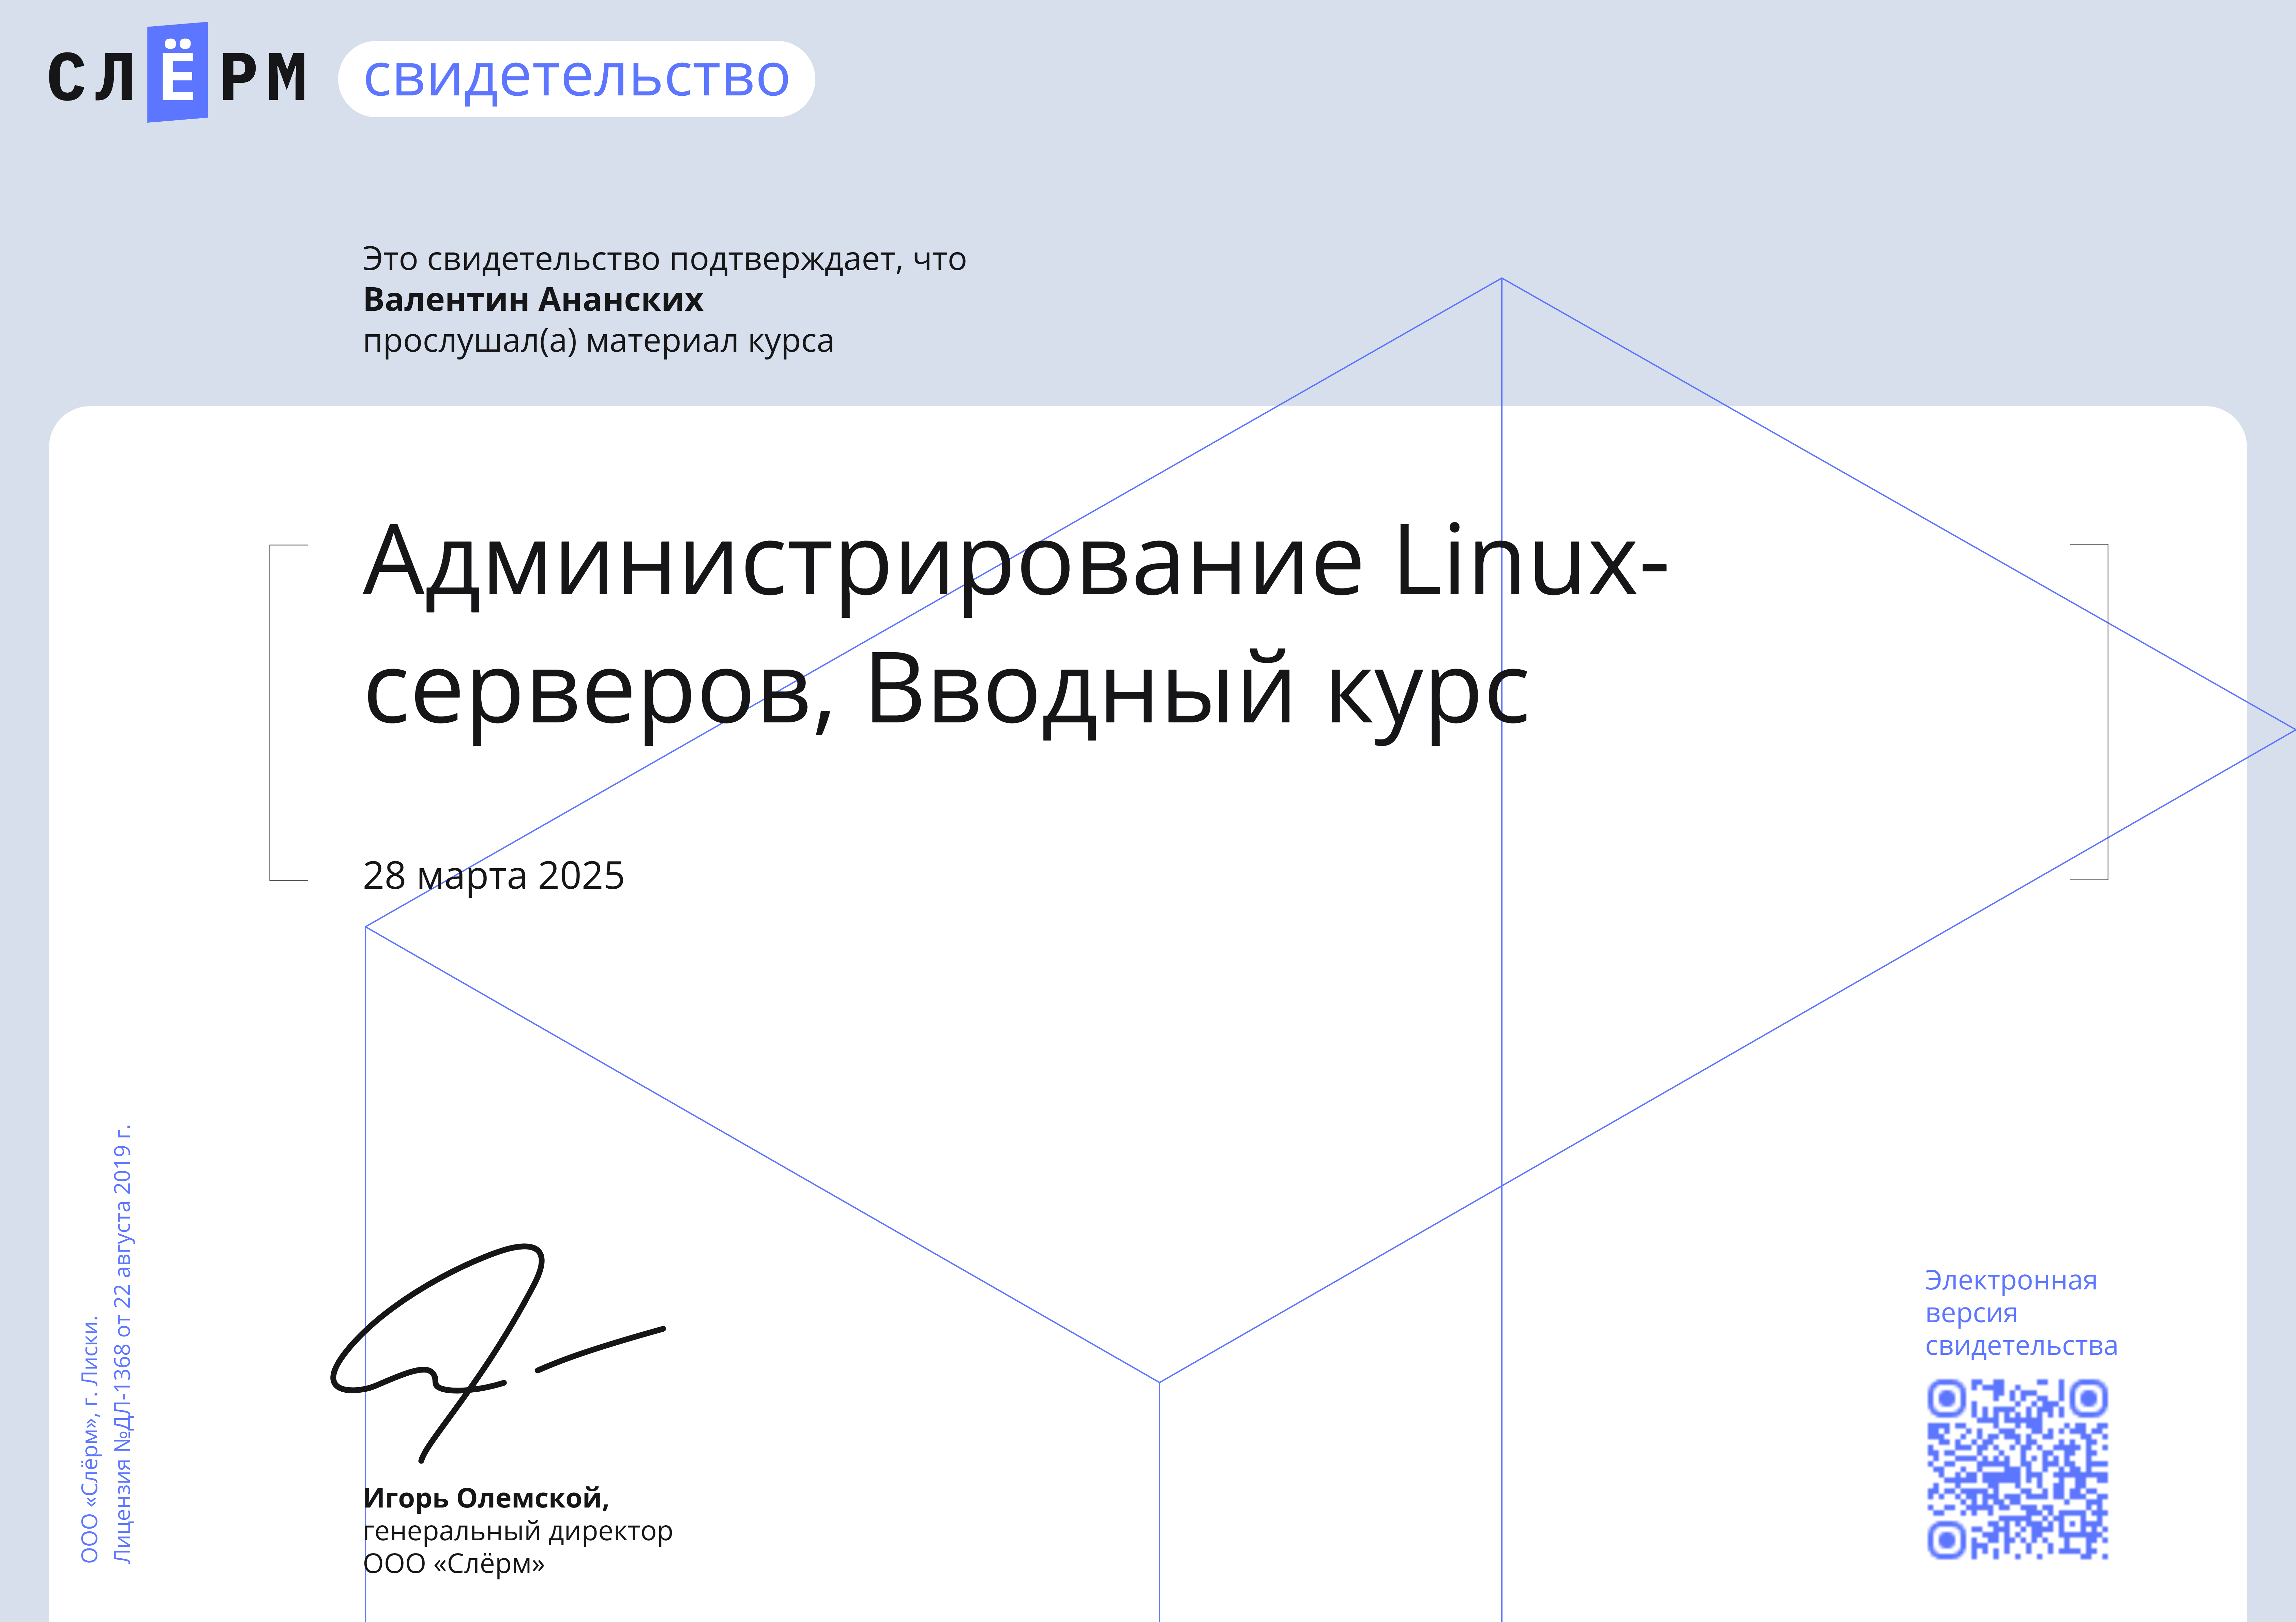 СЛЁРМ свидетельство
Это свидетельство подтверждает, что
Валентин Ананских
прослушал(а) материал курса
Администрирование Linux-
серверов, Вводный курс
28 марта 2025
ООО «Слёрм», г. Лиски.
Лицензия №ДЛ-1368 от 22 августа 2019 г.
Игорь Олемской,
генеральный директор
ООО «Слёрм»
Электронная
версия
свидетельства